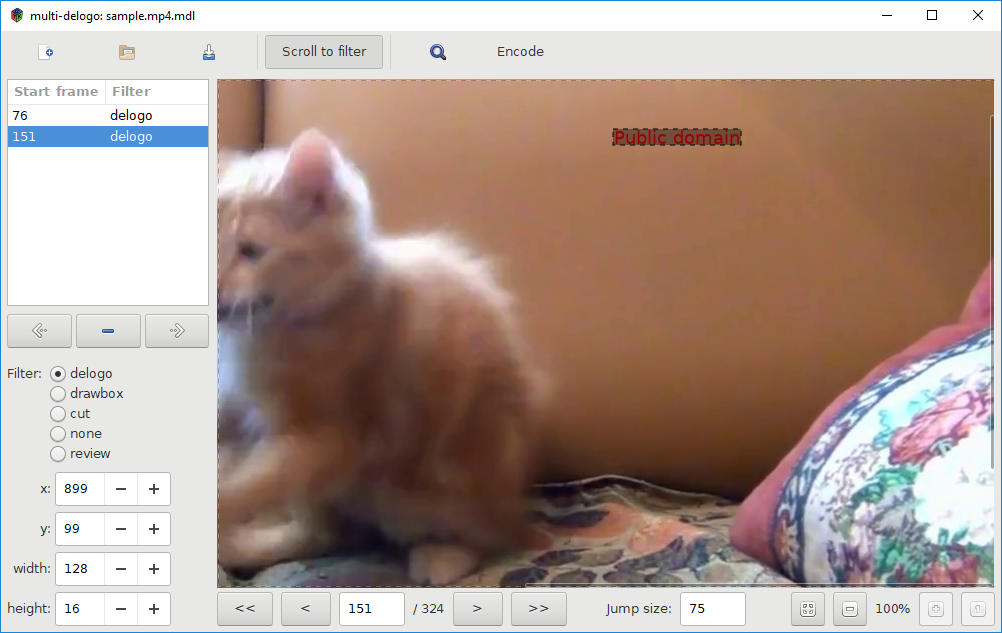 multi-delogo: sample.mp4.mdl
Scroll to filter
Encode
Start frame Filter
76 delogo
151 delogo
Public domain
Filter: delogo
drawbox
cut
none
review
x: 899
y: 99
width: 128
height: 16
<< < 151 / 324 > >> Jump size: 75 100%